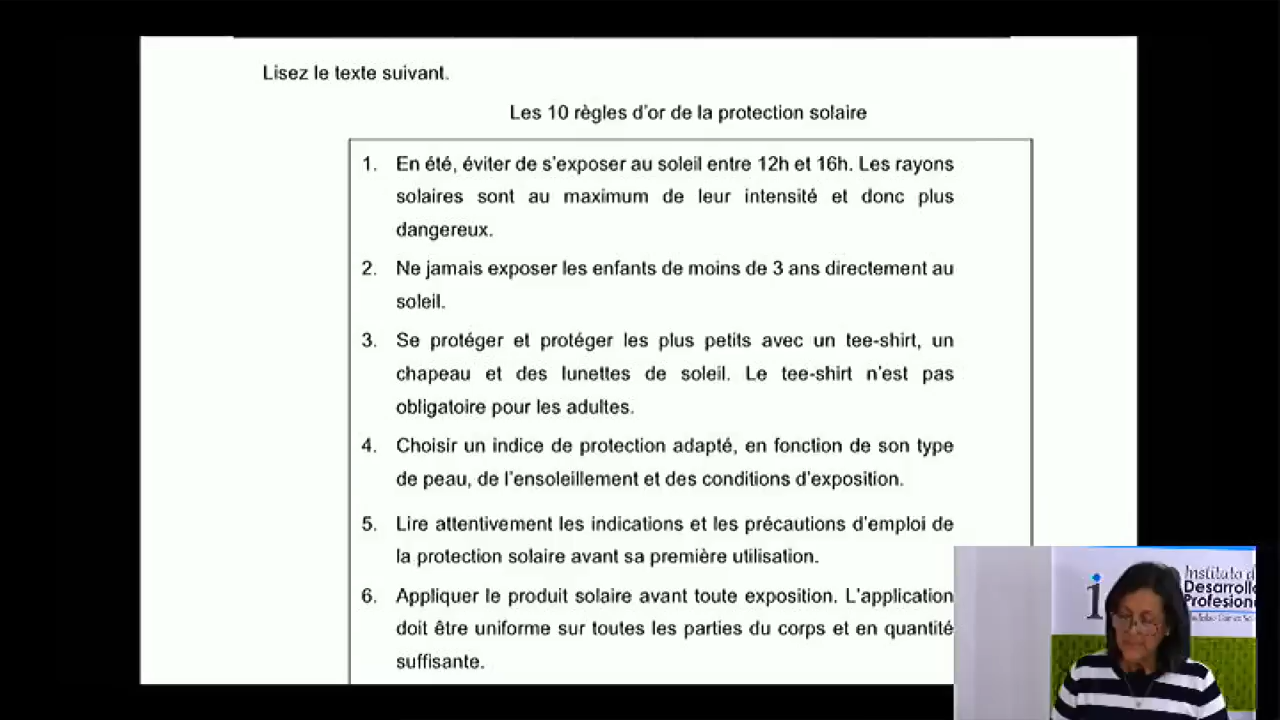 Lisez le texte suivant.
Les 10 règles d'or de la protection solaire
1. En été, éviter de s'exposer au soleil entre 12h et 16h. Les rayons
solaires sont au maximum de leur intensité et donc plus
dangereux.
2. Ne jamais exposer les enfants de moins de 3 ans directement au
soleil.
3. Se protéger et protéger les plus petits avec un tee-shirt, un
chapeau et des lunettes de soleil. Le tee-shirt n'est pas
obligatoire pour les adultes.
4. Choisir un indice de protection adapté, en fonction de son type
de peau, de l'ensoleillement et des conditions d'exposition.
5. Lire attentivement les indications et les précautions d'emploi de
la protection solaire avant sa première utilisation.
6. Appliquer le produit solaire avant toute exposition. L'application
doit être uniforme sur toutes les parties du corps et en quantité
suffisante.
Instituto d
Desarrollo
Profesion